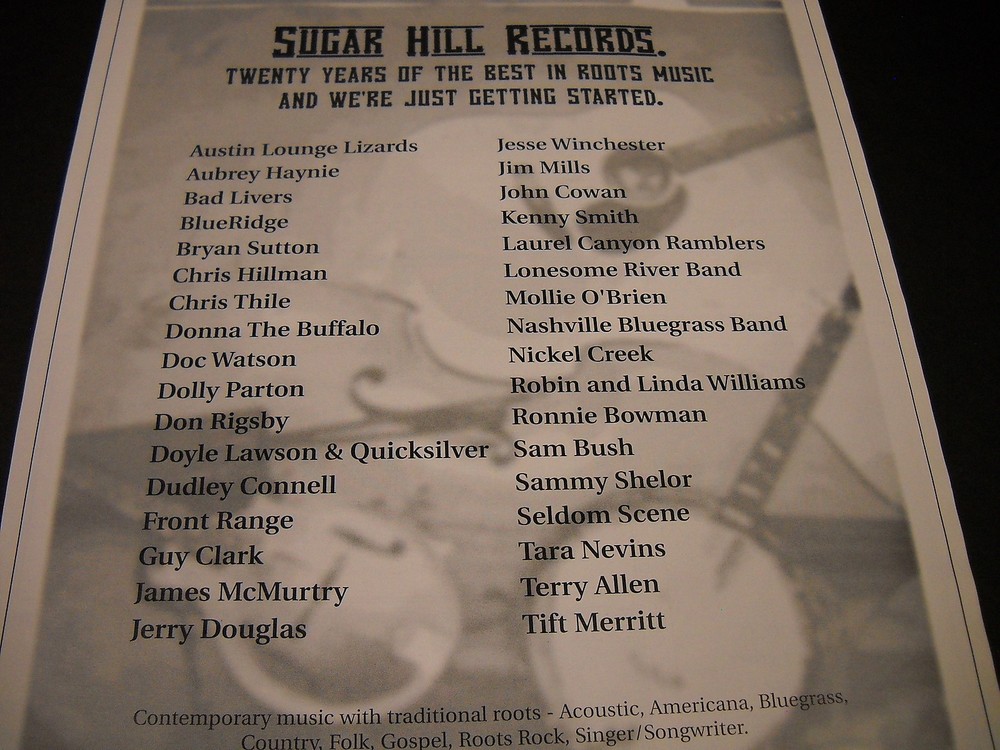 SUGAR HILL RECORDS.
TWENTY YEARS OF THE BEST IN ROOTS MUSIC
AND WE'RE JUST GETTING STARTED.
Austin Lounge Lizards
Aubrey Haynie
Bad Livers
BlueRidge
Bryan Sutton
Chris Hillman
Chris Thile
Donna The Buffalo
Doc Watson
Dolly Parton
Don Rigsby
Doyle Lawson & Quicksilver
Dudley Connell
Front Range
Guy Clark
James McMurtry
Jerry Douglas
Jesse Winchester
Jim Mills
John Cowan
Kenny Smith
Laurel Canyon Ramblers
Lonesome River Band
Mollie O'Brien
Nashville Bluegrass Band
Nickel Creek
Robin and Linda Williams
Ronnie Bowman
Sam Bush
Sammy Shelor
Seldom Scene
Tara Nevins
Terry Allen
Tift Merritt
Contemporary music with traditional roots - Acoustic, Americana, Bluegrass,
Country, Folk, Gospel, Roots Rock, Singer/Songwriter.